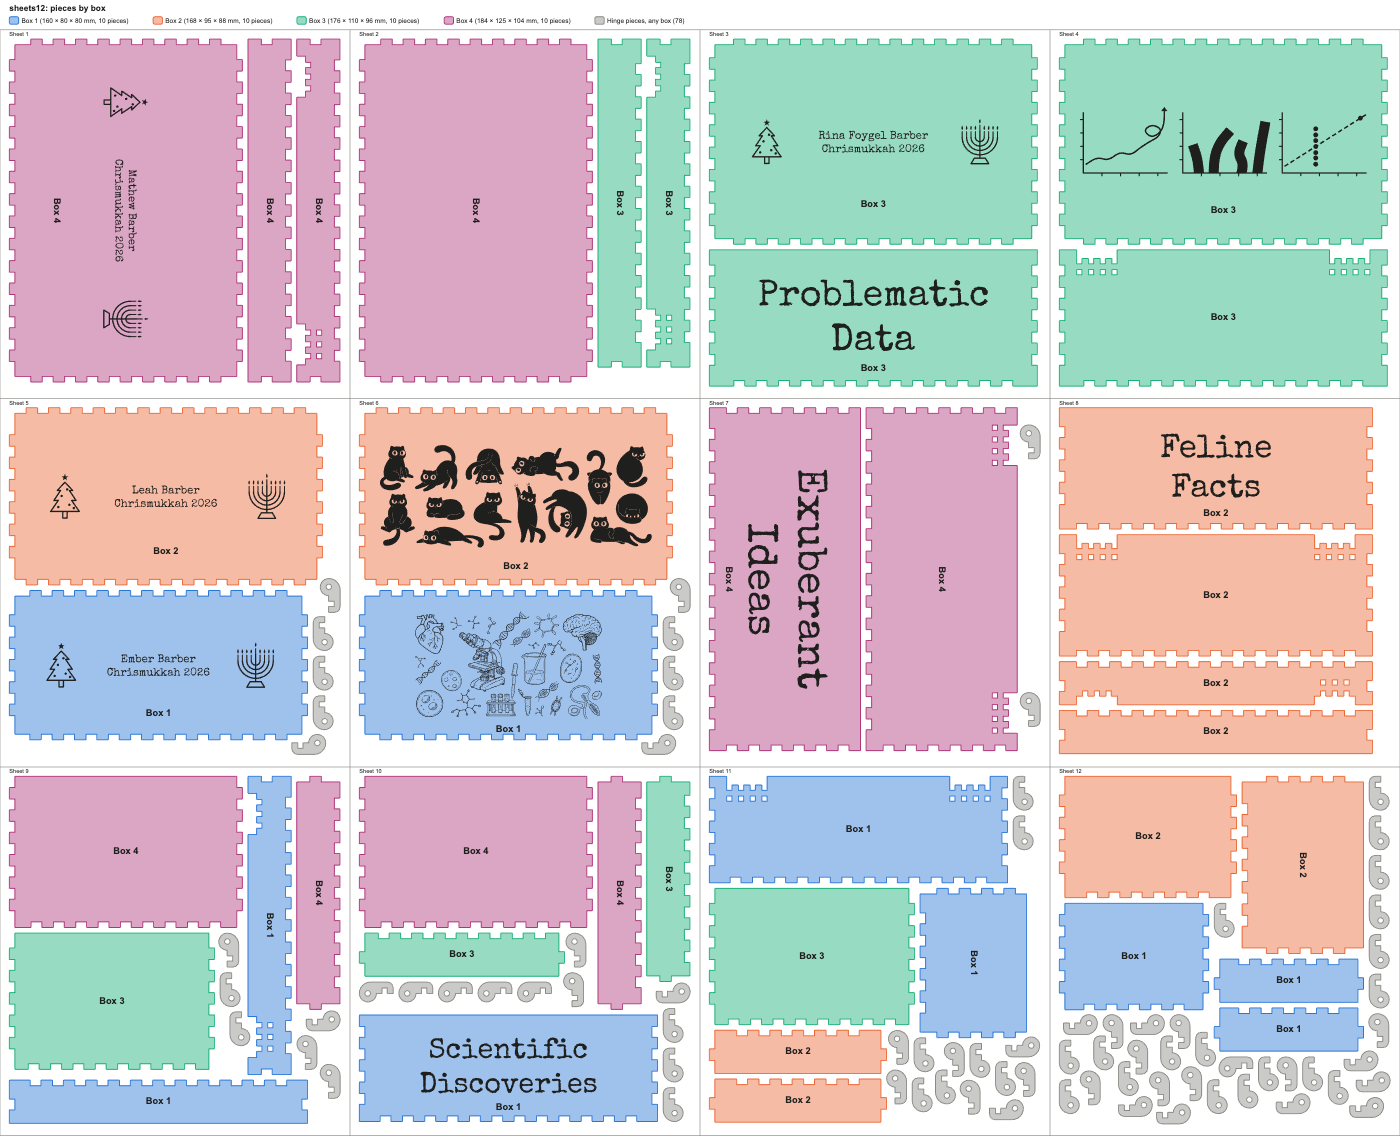 sheets12: pieces by box
Box 1 (160 × 80 × 80 mm, 10 pieces)
Box 2 (168 × 95 × 88 mm, 10 pieces)
Box 3 (176 × 110 × 96 mm, 10 pieces)
Box 4 (184 × 125 × 104 mm, 10 pieces)
Hinge pieces, any box (78)
Sheet 1
Box 4
Mathew Barber
Chrismukkah 2026
Box 4
Box 4
Sheet 2
Box 4
Box 3
Box 3
Sheet 3
Rina Foygel Barber
Chrismukkah 2026
Box 3
Problematic
Data
Box 3
Sheet 4
Box 3
Box 3
Sheet 5
Leah Barber
Chrismukkah 2026
Box 2
Ember Barber
Chrismukkah 2026
Box 1
Sheet 6
Box 2
Box 1
Sheet 7
Exuberant
Ideas
Box 4
Box 4
Sheet 8
Feline
Facts
Box 2
Box 2
Box 2
Box 2
Sheet 9
Box 4
Box 1
Box 4
Box 3
Box 1
Sheet 10
Box 4
Box 4
Box 3
Box 3
Scientific
Discoveries
Box 1
Sheet 11
Box 1
Box 3
Box 1
Box 2
Box 2
Sheet 12
Box 2
Box 2
Box 1
Box 1
Box 1